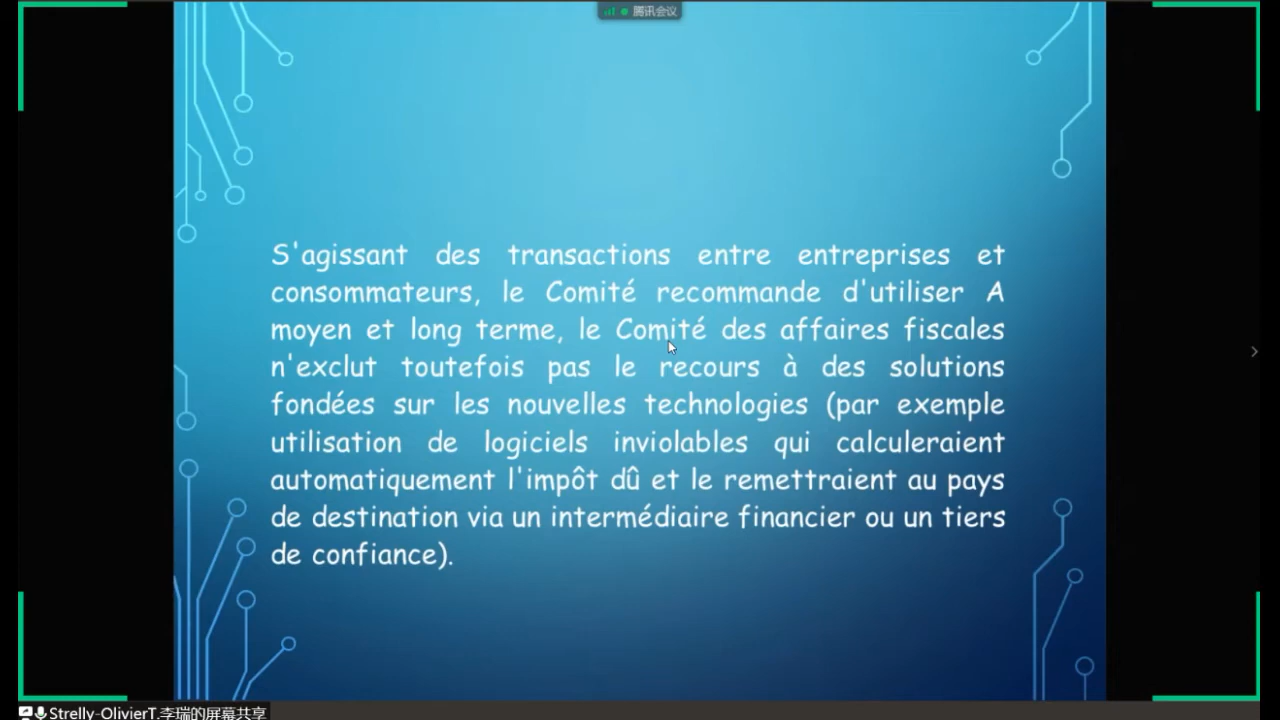 腾讯会议
S'agissant des transactions entre entreprises et
consommateurs, le Comité recommande d'utiliser A
moyen et long terme, le Comité des affaires fiscales
n'exclut toutefois pas le recours à des solutions
fondées sur les nouvelles technologies (par exemple
utilisation de logiciels inviolables qui calculeraient
automatiquement l'impôt dû et le remettraient au pays
de destination via un intermédiaire financier ou un tiers
de confiance).
Strelly-OlivierT.李瑞的屏幕共享